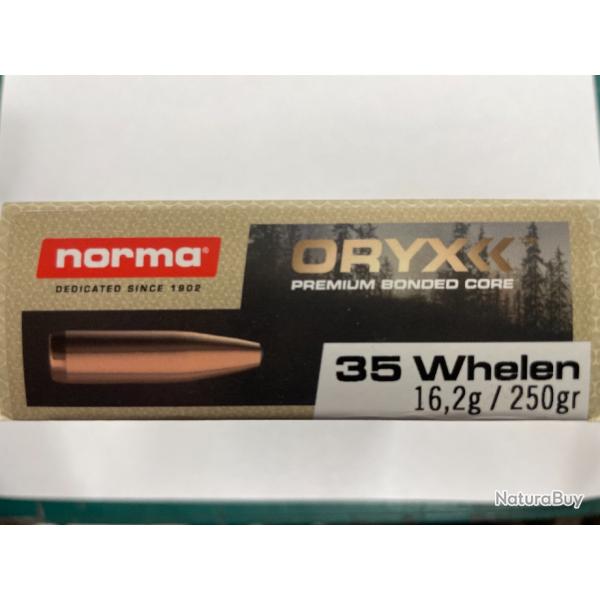 norma
DEDICATED SINCE 1902
ORYX
PREMIUM BONDED CORE
35 Whelen
16,2g / 250gr
NaturaBuy